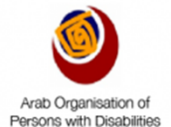 Arab Organisation of
Persons with Disabilities